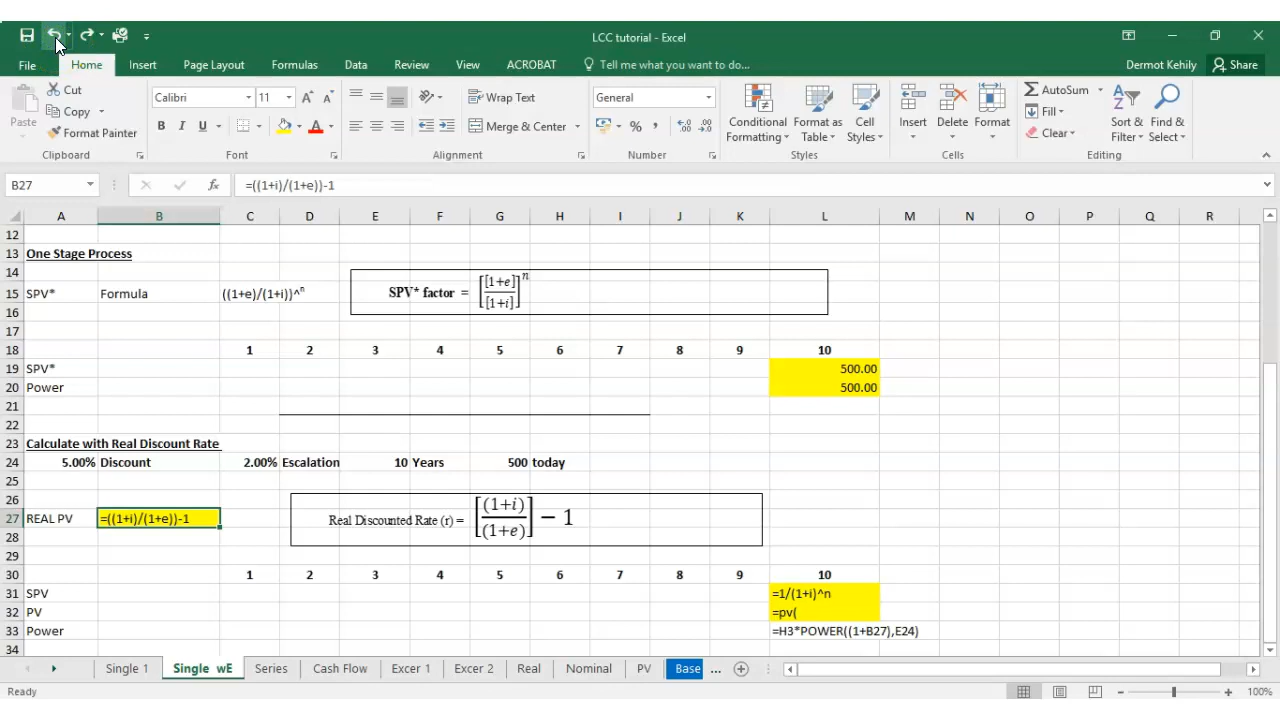 LCC tutorial - Excel
File Home Insert Page Layout Formulas Data Review View ACROBAT Tell me what you want to do... Dermot Kehily Share
Paste Cut Copy Format Painter
Calibri 11 Wrap Text General
B I U A Merge & Center %
Conditional Formatting Format as Table Cell Styles Insert Delete Format
AutoSum Fill Clear Sort & Filter Find & Select
Clipboard Font Alignment Number Styles Cells Editing
B27 fx =((1+i)/(1+e))-1
A B C D E F G H I J K L M N O P Q R
12
13 One Stage Process
14
15 SPV* Formula ((1+e)/(1+i))^n SPV* factor = [[1+e]/[1+i]]^n
16
17
18 1 2 3 4 5 6 7 8 9 10
19 SPV* 500.00
20 Power 500.00
21
22
23 Calculate with Real Discount Rate
24 5.00% Discount 2.00% Escalation 10 Years 500 today
25
26
27 REAL PV =((1+i)/(1+e))-1 Real Discounted Rate (r) = [(1+i)/(1+e)] − 1
28
29
30 1 2 3 4 5 6 7 8 9 10
31 SPV =1/(1+i)^n
32 PV =pv(
33 Power =H3*POWER((1+B27),E24)
34
Single 1 Single wE Series Cash Flow Excer 1 Excer 2 Real Nominal PV Base ...
Ready 100%